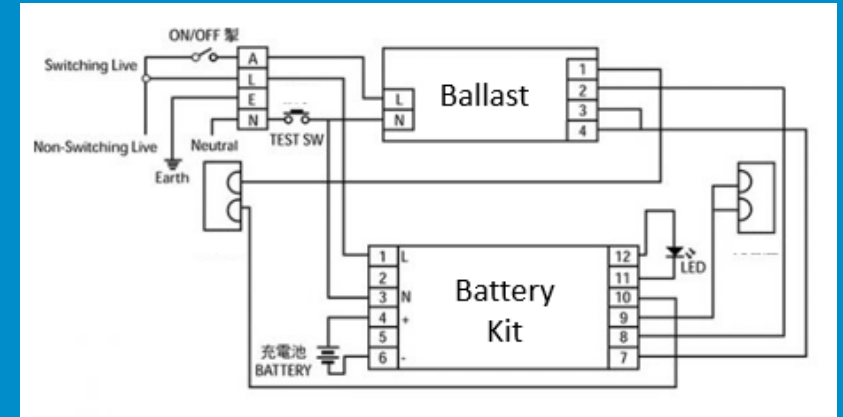 ON/OFF 掣
Switching Live
A
L
E
N
Non-Switching Live
Neutral
TEST SW
Earth
L
N
Ballast
1
2
3
4
1 L
2
3 N
4 +
5
6 -
Battery
Kit
12
11
10
9
8
7
LED
充電池
BATTERY